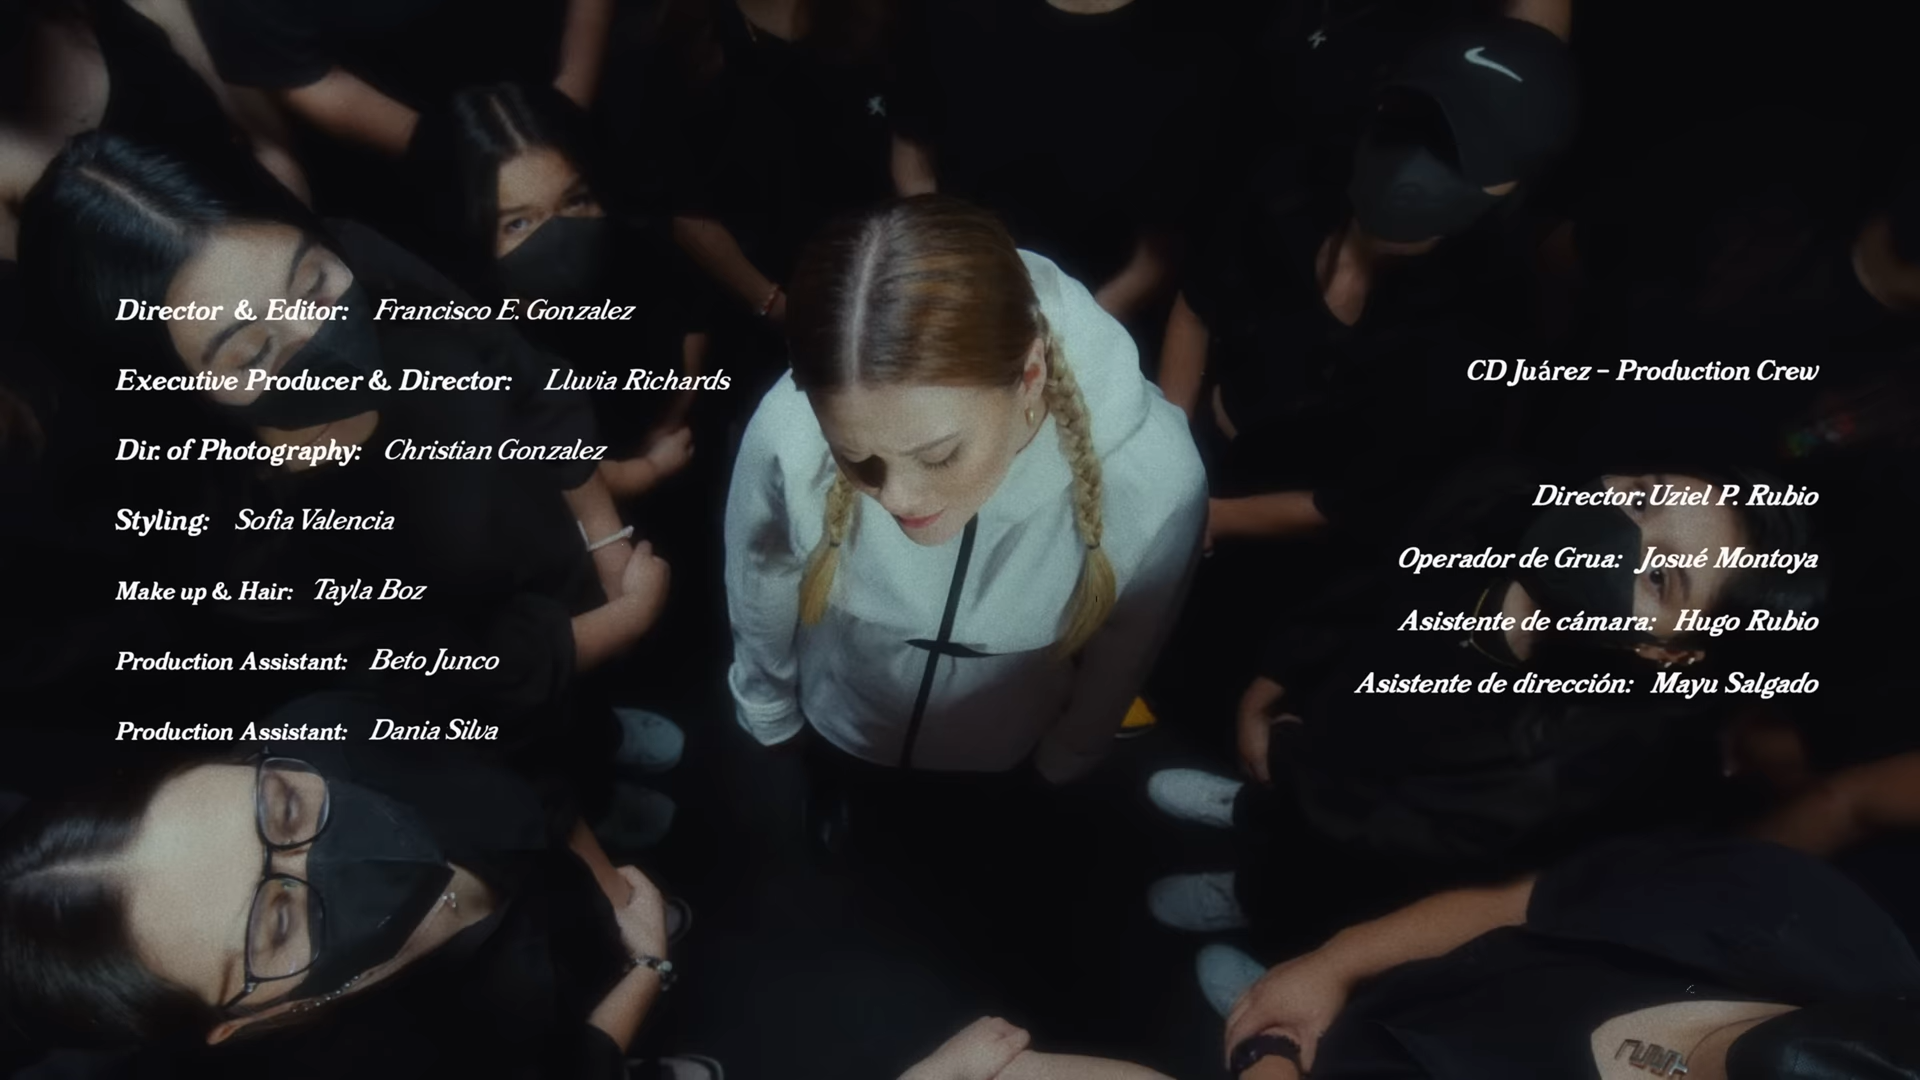 Director & Editor: Francisco E. Gonzalez
Executive Producer & Director: Lluvia Richards
Dir. of Photography: Christian Gonzalez
Styling: Sofia Valencia
Make up & Hair: Tayla Boz
Production Assistant: Beto Junco
Production Assistant: Dania Silva
CD Juárez – Production Crew
Director: Uziel P. Rubio
Operador de Grua: Josué Montoya
Asistente de cámara: Hugo Rubio
Asistente de dirección: Mayu Salgado